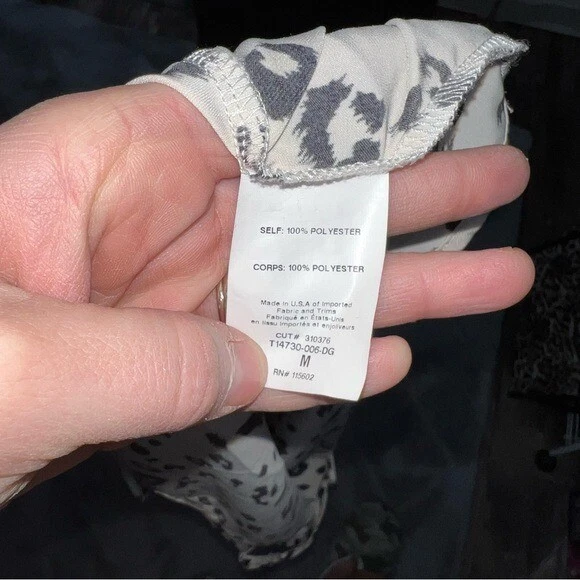 SELF: 100% POLYESTER
CORPS: 100% POLYESTER
Made in U.S.A of Imported
Fabric and Trims
Fabriqué en États-Unis
en tissu importés et enjoliveurs
CUT# 310376
T14730-006-DG
M
RN# 115602